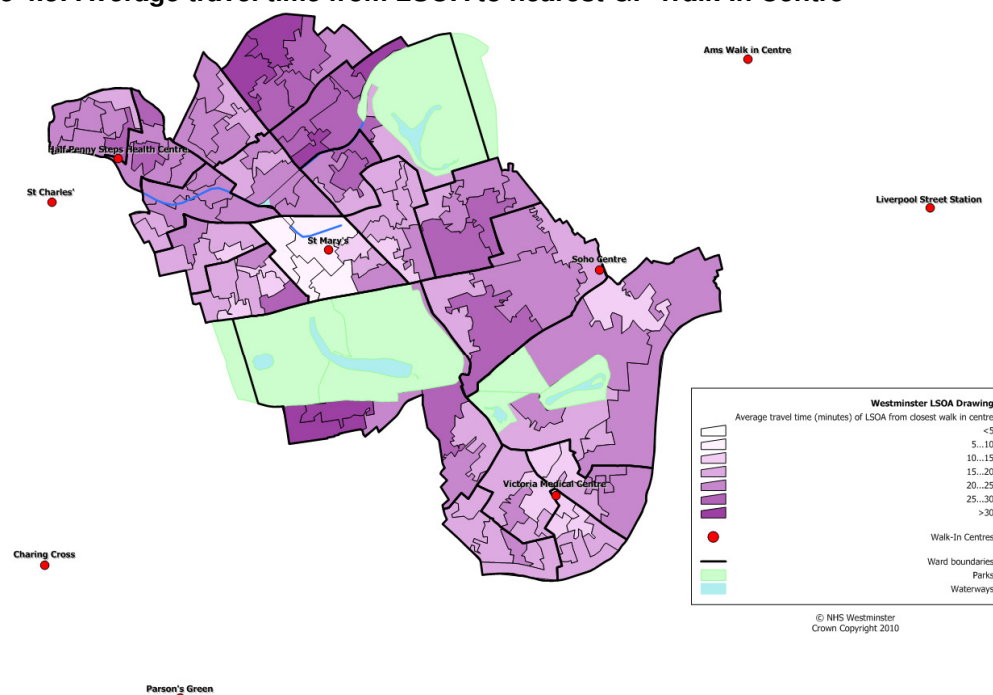 Average travel time from LSOA to nearest GP Walk in Centre
Ams Walk in Centre
Half Penny Steps Health Centre
St Charles'
Liverpool Street Station
St Mary's
Soho Centre
Victoria Medical Centre
Charing Cross
Parson's Green
Westminster LSOA Drawing
Average travel time (minutes) of LSOA from closest walk in centre
<5
5...10
10...15
15...20
20...25
25...30
>30
Walk-In Centres
Ward boundaries
Parks
Waterways
© NHS Westminster
Crown Copyright 2010